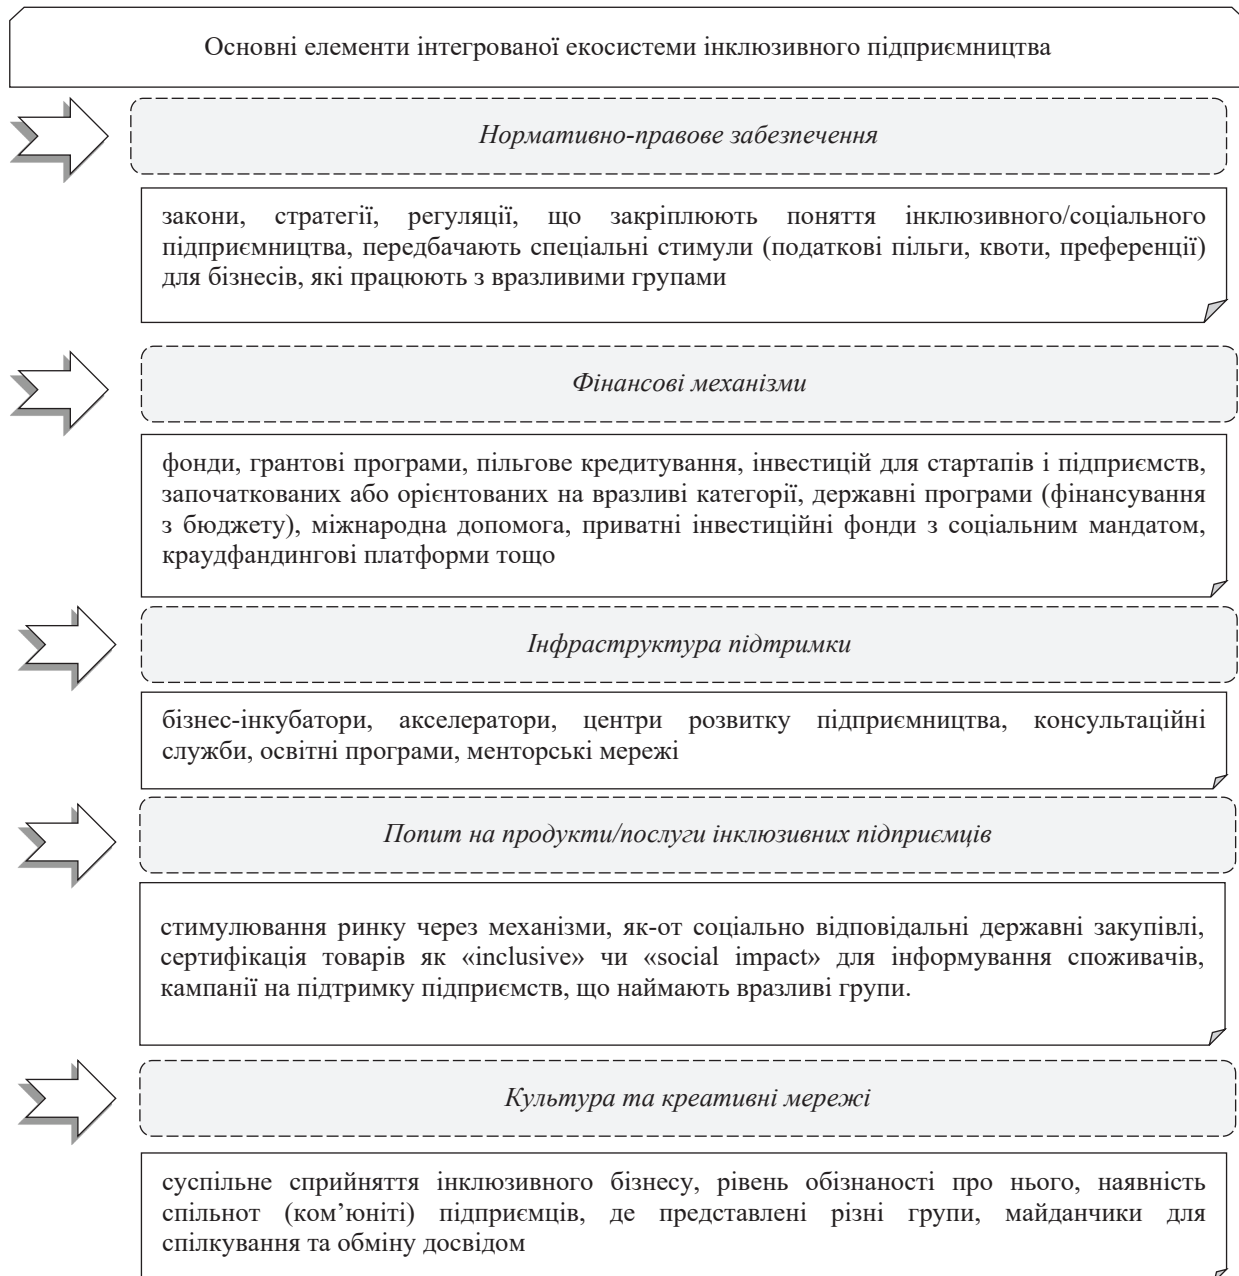 Основні елементи інтегрованої екосистеми інклюзивного підприємництва
Нормативно-правове забезпечення
закони, стратегії, регуляції, що закріплюють поняття інклюзивного/соціального
підприємництва, передбачають спеціальні стимули (податкові пільги, квоти, преференції)
для бізнесів, які працюють з вразливими групами
Фінансові механізми
фонди, грантові програми, пільгове кредитування, інвестицій для стартапів і підприємств,
започаткованих або орієнтованих на вразливі категорії, державні програми (фінансування
з бюджету), міжнародна допомога, приватні інвестиційні фонди з соціальним мандатом,
краудфандингові платформи тощо
Інфраструктура підтримки
бізнес-інкубатори, акселератори, центри розвитку підприємництва, консультаційні
служби, освітні програми, менторські мережі
Попит на продукти/послуги інклюзивних підприємців
стимулювання ринку через механізми, як-от соціально відповідальні державні закупівлі,
сертифікація товарів як «inclusive» чи «social impact» для інформування споживачів,
кампанії на підтримку підприємств, що наймають вразливі групи.
Культура та креативні мережі
суспільне сприйняття інклюзивного бізнесу, рівень обізнаності про нього, наявність
спільнот (ком’юніті) підприємців, де представлені різні групи, майданчики для
спілкування та обміну досвідом